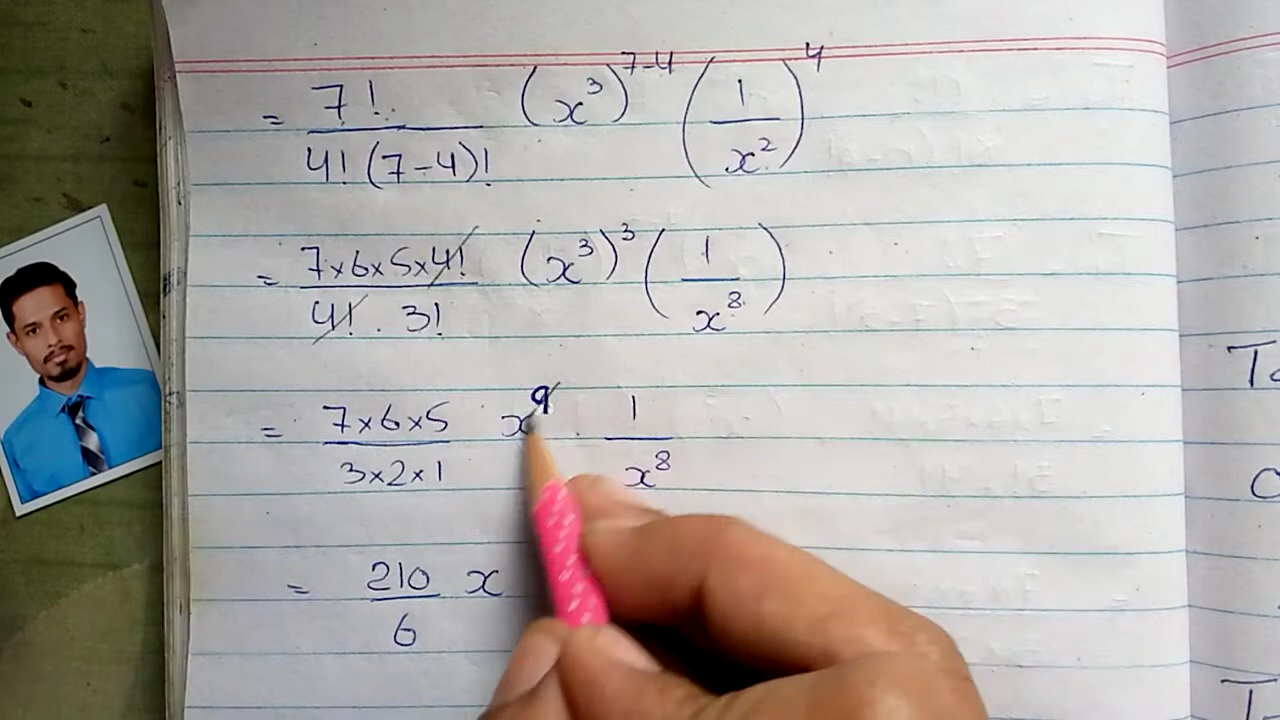 = 7! / 4! (7-4)! (x³)⁷⁻⁴ (1/x²)⁴
= 7×6×5×4! / 4! . 3! (x³)³ (1/x⁸)
= 7×6×5 / 3×2×1 x⁹ . 1/x⁸
= 210/6 x